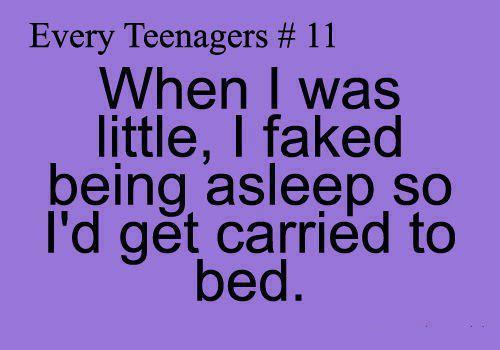 Every Teenagers # 11
When I was
little, I faked
being asleep so
I'd get carried to
bed.